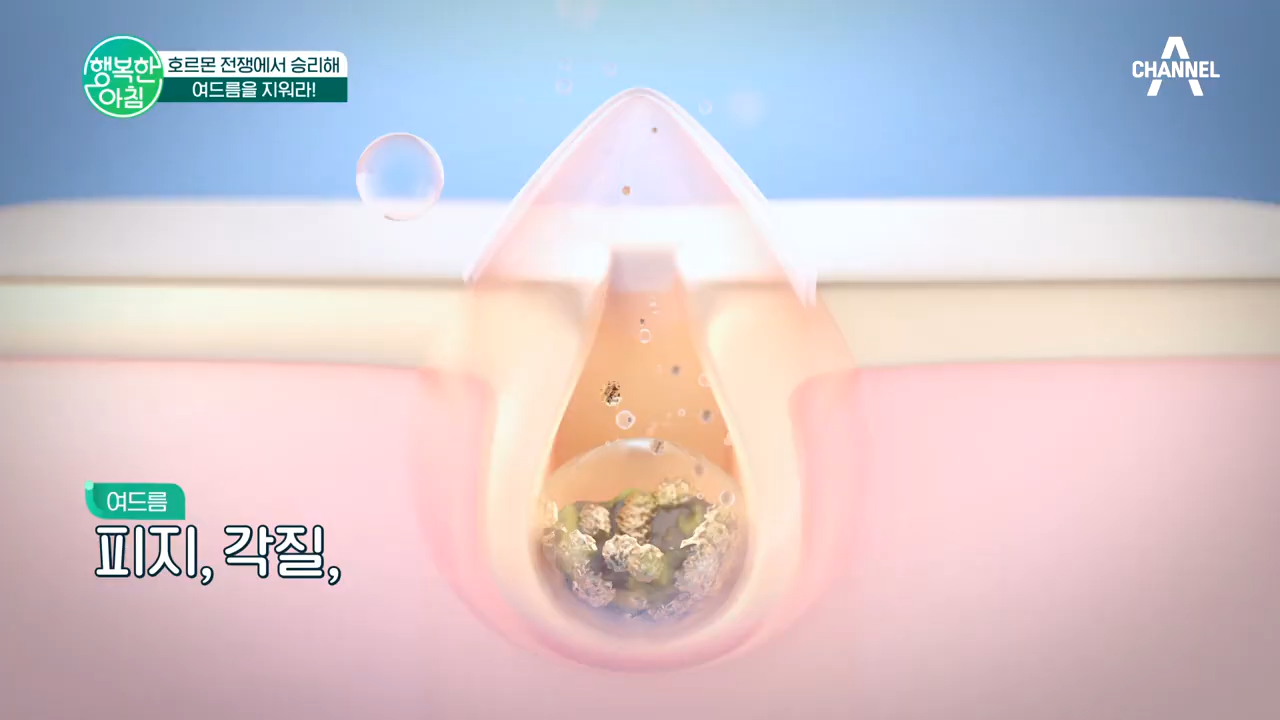 행복한
아침
호르몬 전쟁에서 승리해
여드름을 지워라!
CHANNEL A
여드름
피지, 각질,